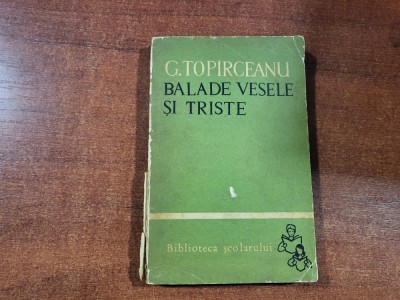 G. TOPÎRCEANU
BALADE VESELE
ȘI TRISTE
Biblioteca școlarului